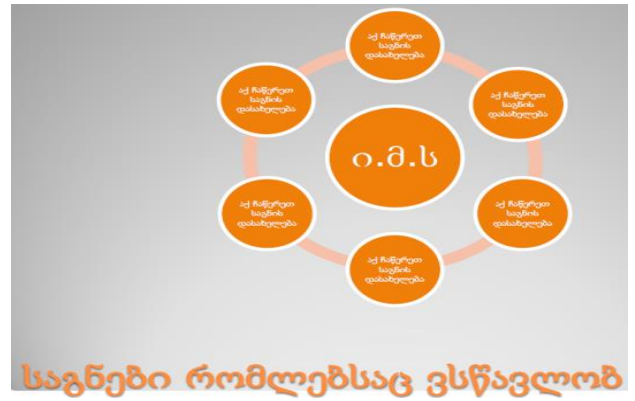 აქ ჩაწერეთ
საგნის
დასახელება
აქ ჩაწერეთ
საგნის
დასახელება
აქ ჩაწერეთ
საგნის
დასახელება
ი.მ.ს
აქ ჩაწერეთ
საგნის
დასახელება
აქ ჩაწერეთ
საგნის
დასახელება
აქ ჩაწერეთ
საგნის
დასახელება
საგნები რომლებსაც ვსწავლობ